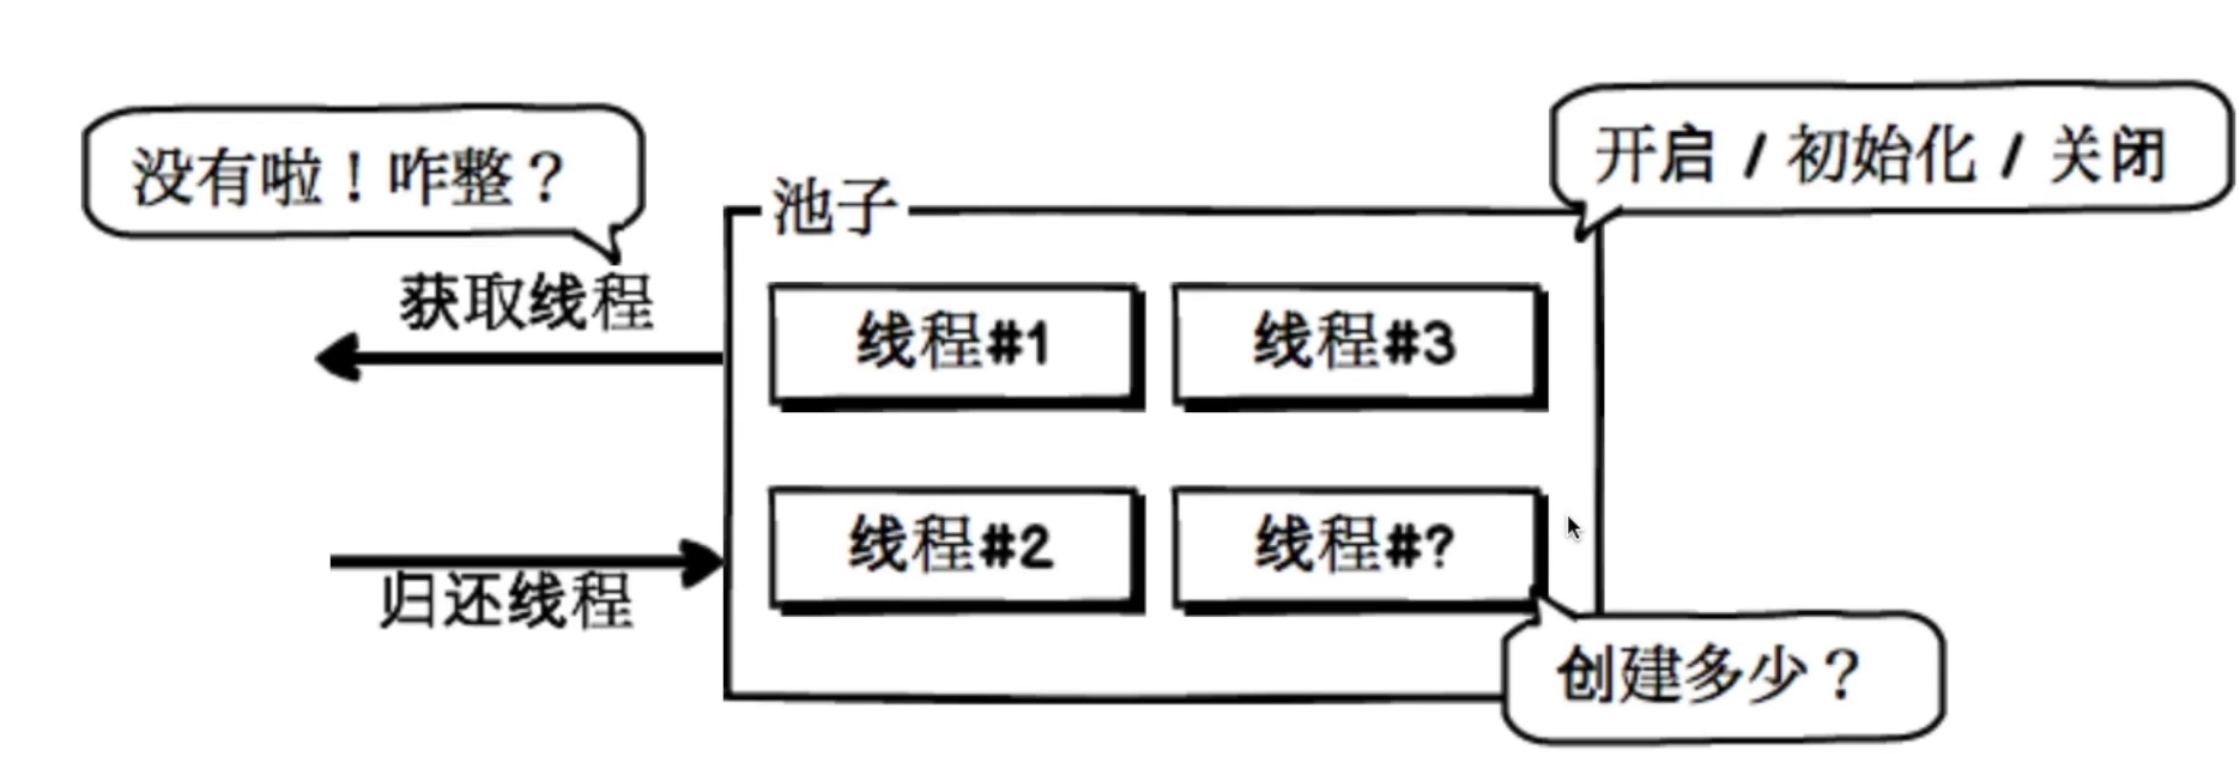 没有啦！咋整？
开启 / 初始化 / 关闭
池子
获取线程
线程#1
线程#3
线程#2
线程#?
归还线程
创建多少？